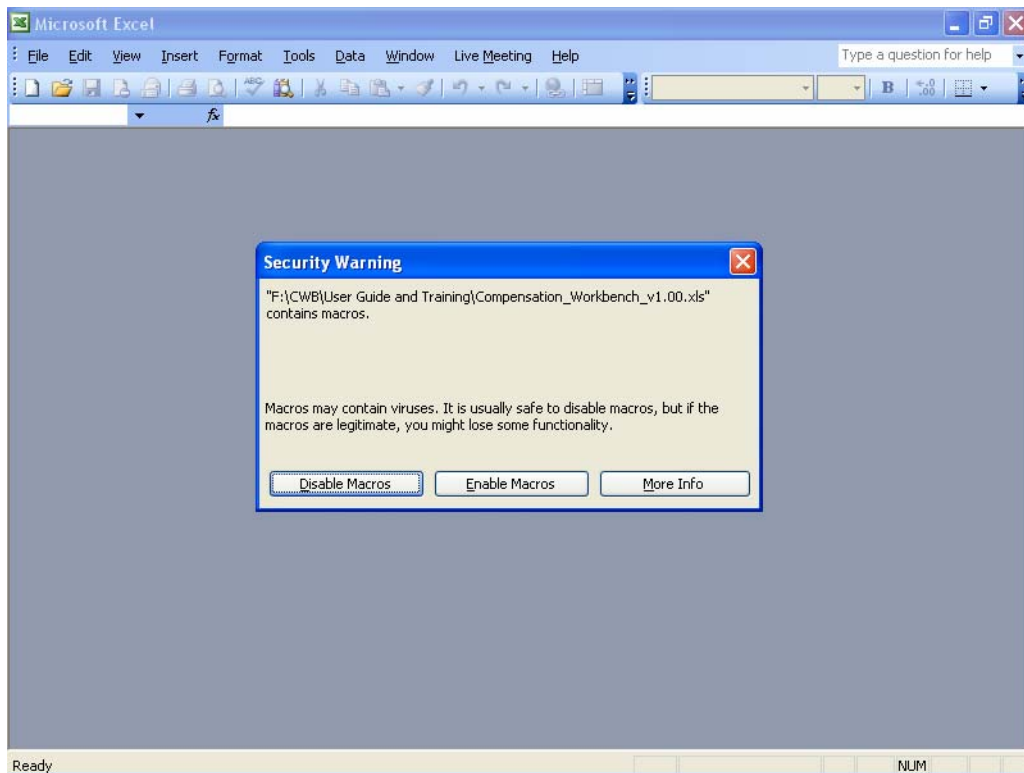 Microsoft Excel
File Edit View Insert Format Tools Data Window Live Meeting Help Type a question for help
ABC B .0 .00
fx
Security Warning
"F:\CWB\User Guide and Training\Compensation_Workbench_v1.00.xls"
contains macros.
Macros may contain viruses. It is usually safe to disable macros, but if the
macros are legitimate, you might lose some functionality.
Disable Macros Enable Macros More Info
Ready NUM